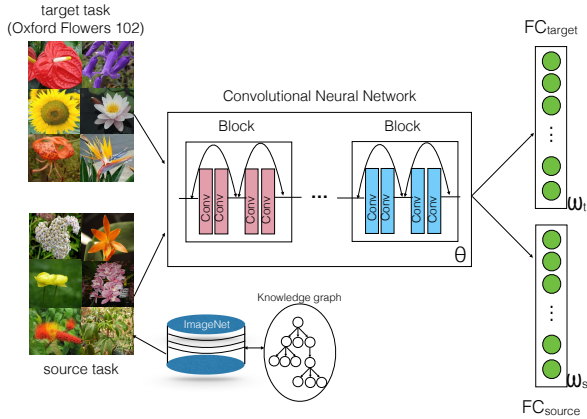 target task
(Oxford Flowers 102)
FCtarget
Convolutional Neural Network
Block
Block
Conv
Conv
Conv
Conv
...
Conv
Conv
Conv
Conv
θ
ωt
ImageNet
Knowledge graph
source task
ωs
FCsource